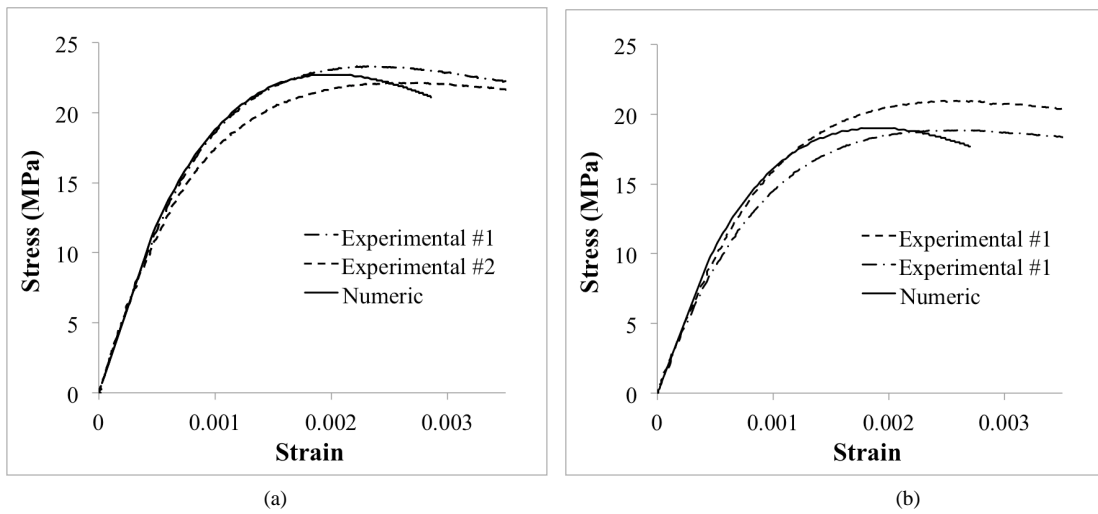 25
20
15
10
5
0
Stress (MPa)
Experimental #1
Experimental #2
Numeric
0 0.001 0.002 0.003
Strain
(a)
25
20
15
10
5
0
Stress (MPa)
Experimental #1
Experimental #1
Numeric
0 0.001 0.002 0.003
Strain
(b)